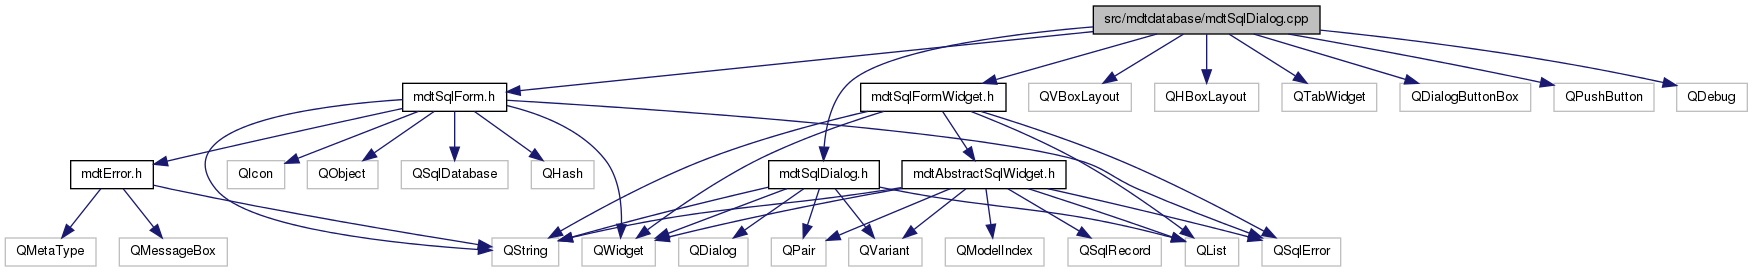 src/mdtdatabase/mdtSqlDialog.cpp
mdtSqlForm.h
mdtSqlFormWidget.h
QVBoxLayout
QHBoxLayout
QTabWidget
QDialogButtonBox
QPushButton
QDebug
mdtError.h
QIcon
QObject
QSqlDatabase
QHash
mdtSqlDialog.h
mdtAbstractSqlWidget.h
QMetaType
QMessageBox
QString
QWidget
QDialog
QPair
QVariant
QModelIndex
QSqlRecord
QList
QSqlError